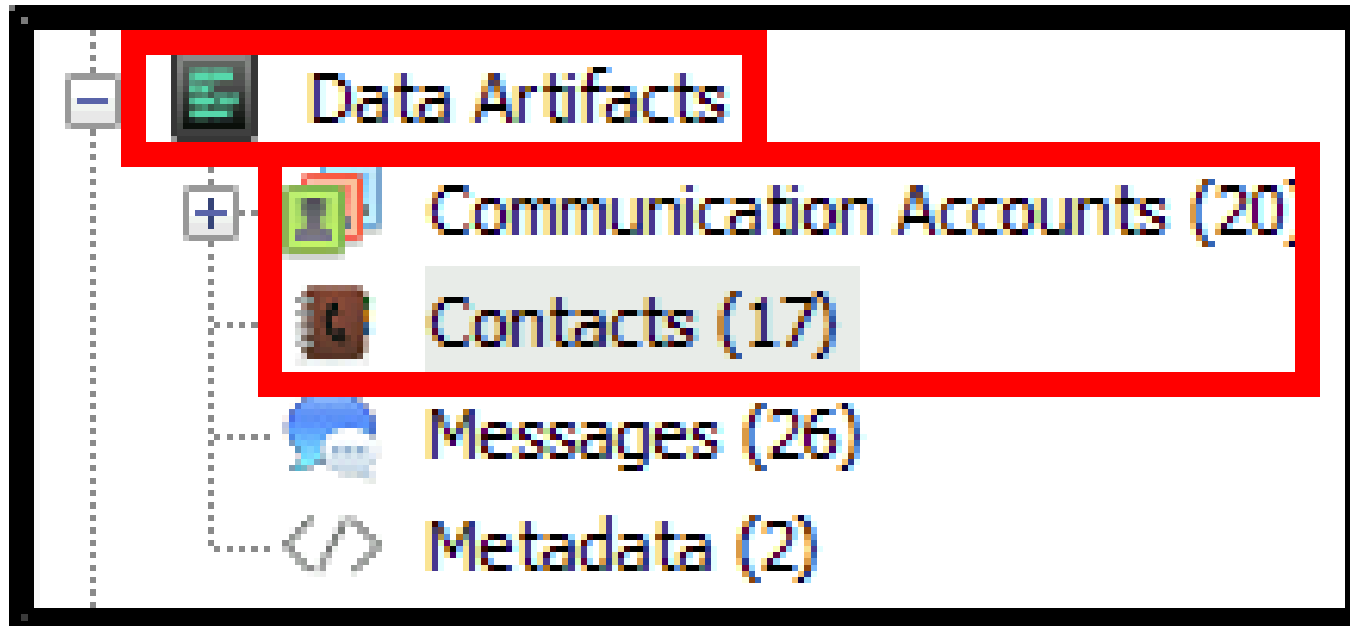 Data Artifacts
Communication Accounts (20)
Contacts (17)
Messages (26)
Metadata (2)